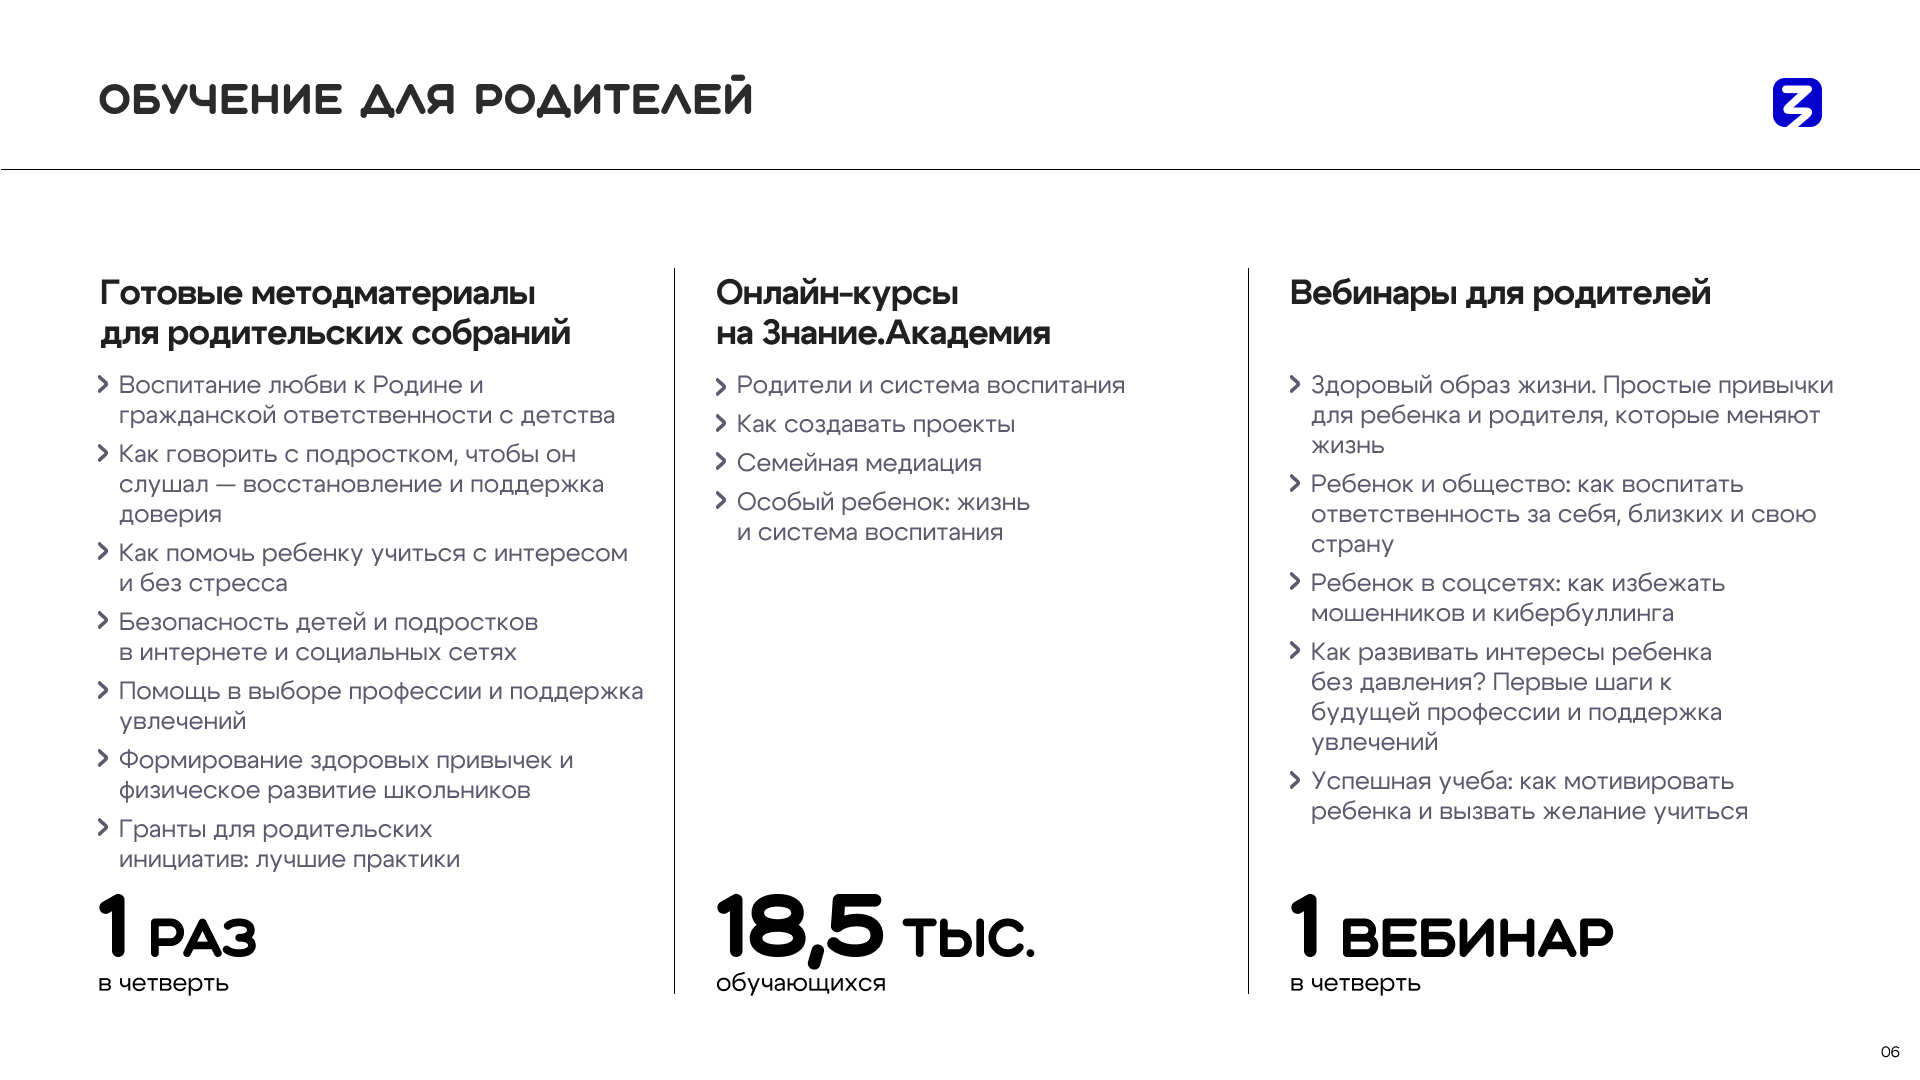 ОБУЧЕНИЕ ДЛЯ РОДИТЕЛЕЙ
Готовые методматериалы
для родительских собраний
Воспитание любви к Родине и
гражданской ответственности с детства
Как говорить с подростком, чтобы он
слушал — восстановление и поддержка
доверия
Как помочь ребенку учиться с интересом
и без стресса
Безопасность детей и подростков
в интернете и социальных сетях
Помощь в выборе профессии и поддержка
увлечений
Формирование здоровых привычек и
физическое развитие школьников
Гранты для родительских
инициатив: лучшие практики
1 РАЗ
в четверть
Онлайн-курсы
на Знание.Академия
Родители и система воспитания
Как создавать проекты
Семейная медиация
Особый ребенок: жизнь
и система воспитания
18,5 ТЫС.
обучающихся
Вебинары для родителей
Здоровый образ жизни. Простые привычки
для ребенка и родителя, которые меняют
жизнь
Ребенок и общество: как воспитать
ответственность за себя, близких и свою
страну
Ребенок в соцсетях: как избежать
мошенников и кибербуллинга
Как развивать интересы ребенка
без давления? Первые шаги к
будущей профессии и поддержка
увлечений
Успешная учеба: как мотивировать
ребенка и вызвать желание учиться
1 ВЕБИНАР
в четверть
06